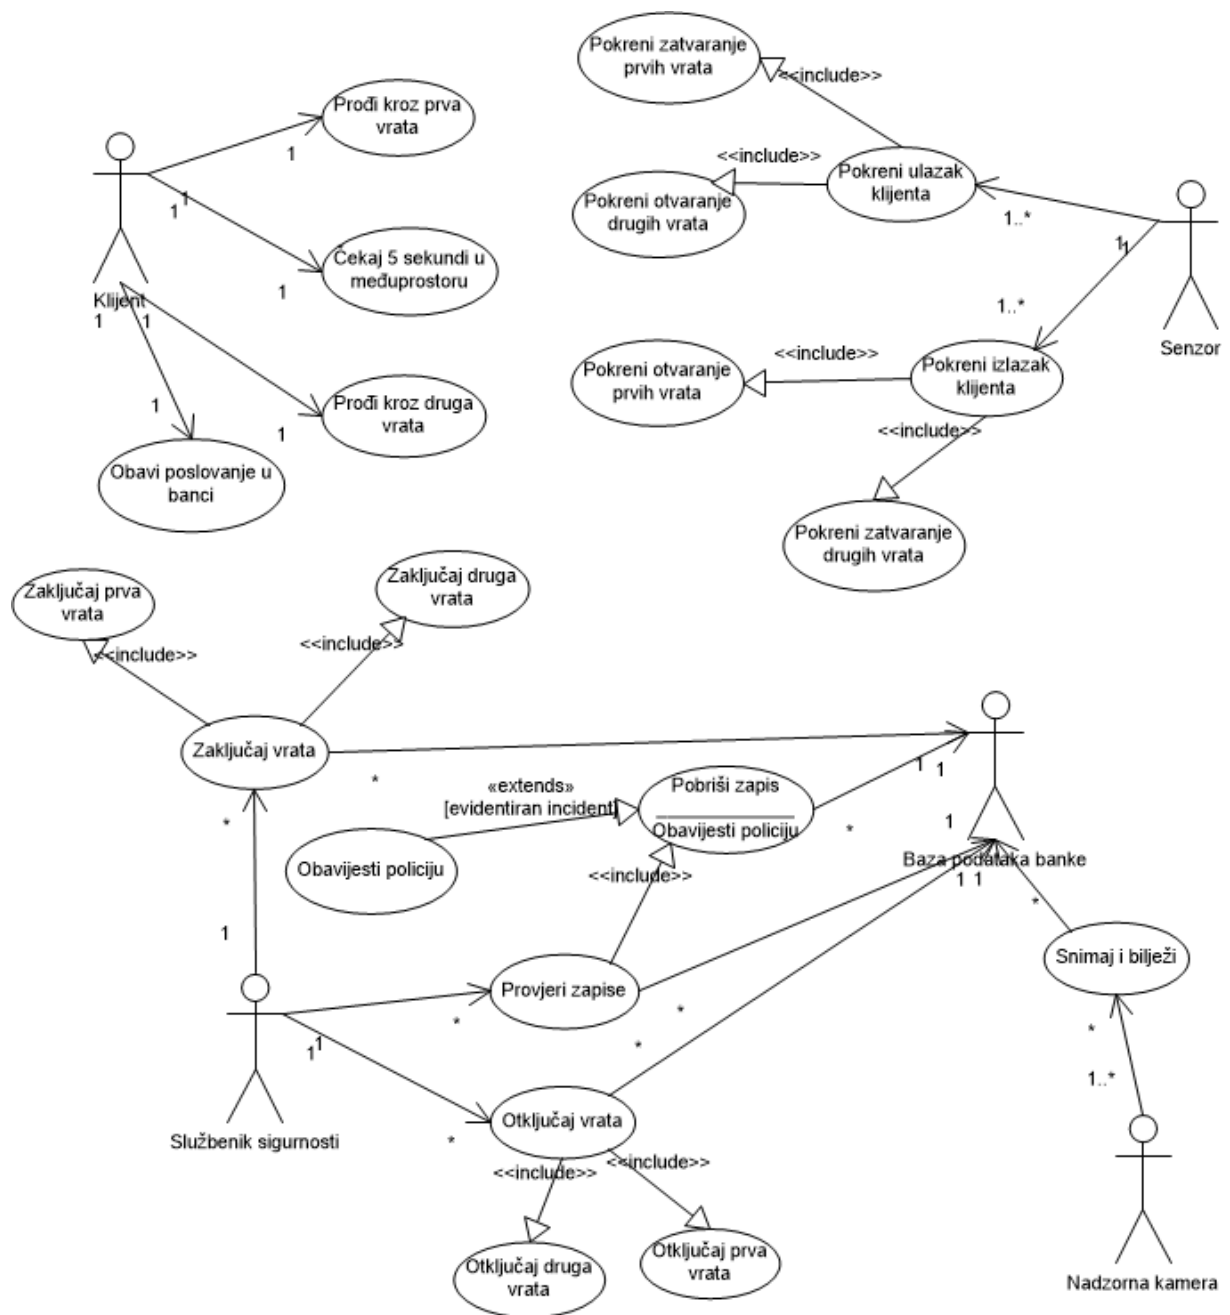 Pokreni zatvaranje
prvih vrata
<<include>>
Prođi kroz prva
vrata
1
1
1
Klijent
1
1
Čekaj 5 sekundi u
međuprostoru
1
Prođi kroz druga
vrata
1
1
Obavi poslovanje u
banci
<<include>>
Pokreni ulazak
klijenta
Pokreni otvaranje
drugih vrata
1..*
1
1
Senzor
1..*
<<include>>
Pokreni otvaranje
prvih vrata
Pokreni izlazak
klijenta
<<include>>
Pokreni zatvaranje
drugih vrata
Zaključaj prva
vrata
<<include>>
Zaključaj druga
vrata
<<include>>
Zaključaj vrata
*
*
1
«extends»
[evidentiran incident]
Pobriši zapis
Obavijesti policiju
Obavijesti policiju
*
1
1
1
Baza podataka banke
1
1
<<include>>
Provjeri zapise
*
*
*
Snimaj i bilježi
*
*
1..*
Nadzorna kamera
Službenik sigurnosti
1
1
*
Otključaj vrata
<<include>>
<<include>>
Otključaj druga
vrata
Otključaj prva
vrata